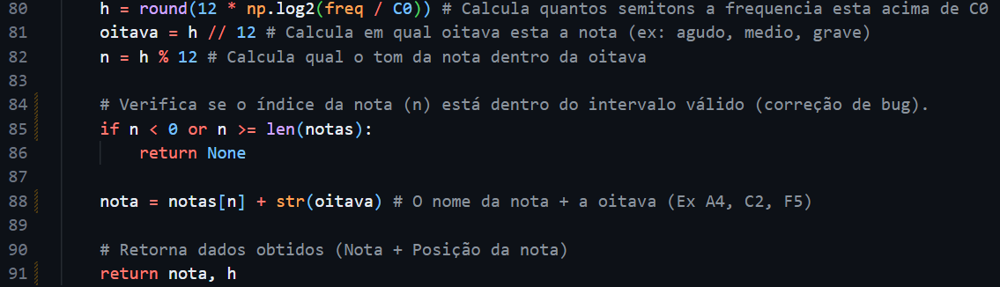 80 h = round(12 * np.log2(freq / C0)) # Calcula quantos semitons a frequencia esta acima de C0
81 oitava = h // 12 # Calcula em qual oitava esta a nota (ex: agudo, medio, grave)
82 n = h % 12 # Calcula qual o tom da nota dentro da oitava
83
84 # Verifica se o índice da nota (n) está dentro do intervalo válido (correção de bug).
85 if n < 0 or n >= len(notas):
86 return None
87
88 nota = notas[n] + str(oitava) # O nome da nota + a oitava (Ex A4, C2, F5)
89
90 # Retorna dados obtidos (Nota + Posição da nota)
91 return nota, h